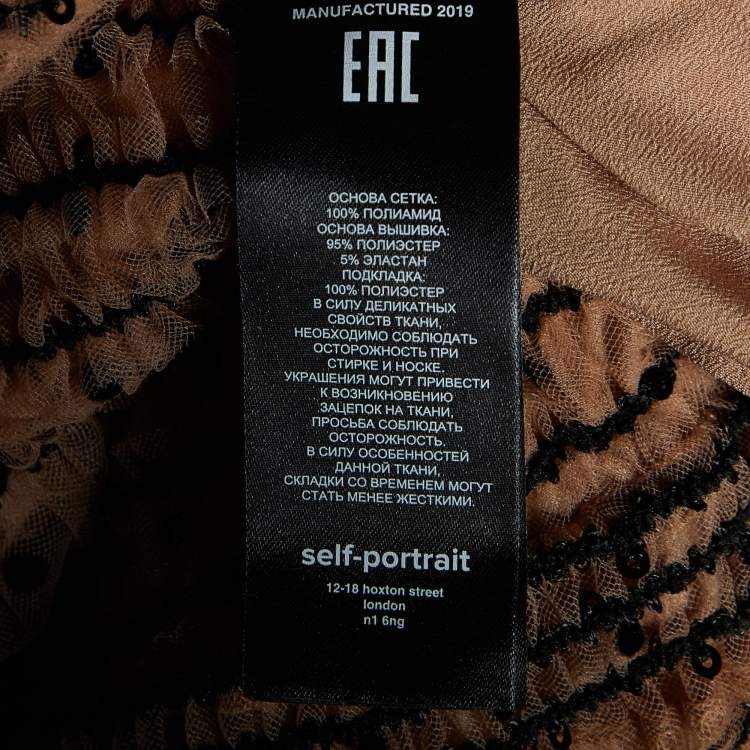 MANUFACTURED 2019
EAC
ОСНОВА СЕТКА:
100% ПОЛИАМИД
ОСНОВА ВЫШИВКА:
95% ПОЛИЭСТЕР
5% ЭЛАСТАН
ПОДКЛАДКА:
100% ПОЛИЭСТЕР
В СИЛУ ДЕЛИКАТНЫХ
СВОЙСТВ ТКАНИ,
НЕОБХОДИМО СОБЛЮДАТЬ
ОСТОРОЖНОСТЬ ПРИ
СТИРКЕ И НОСКЕ.
УКРАШЕНИЯ МОГУТ ПРИВЕСТИ
К ВОЗНИКНОВЕНИЮ
ЗАЦЕПОК НА ТКАНИ,
ПРОСЬБА СОБЛЮДАТЬ
ОСТОРОЖНОСТЬ.
В СИЛУ ОСОБЕННОСТЕЙ
ДАННОЙ ТКАНИ,
СКЛАДКИ СО ВРЕМЕНЕМ МОГУТ
СТАТЬ МЕНЕЕ ЖЕСТКИМИ.
self-portrait
12-18 hoxton street
london
n1 6ng